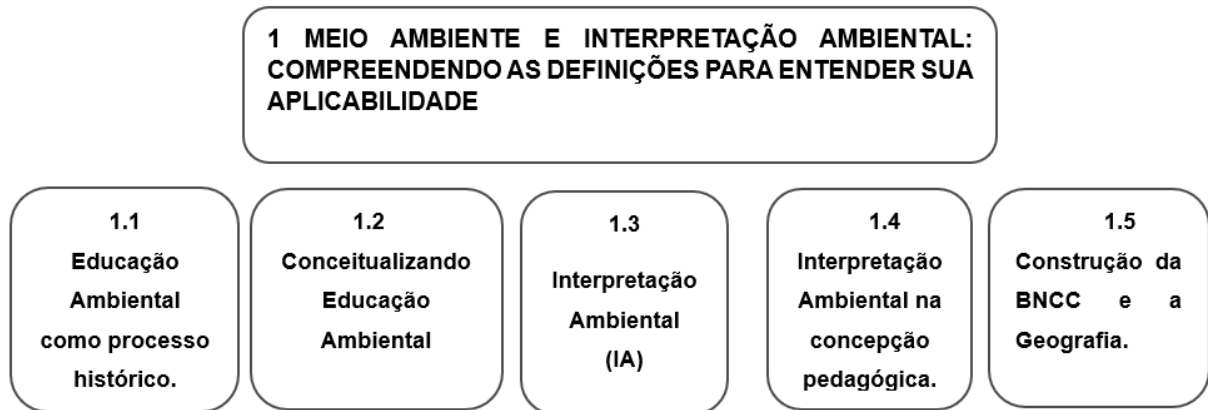 1 MEIO AMBIENTE E INTERPRETAÇÃO AMBIENTAL:
COMPREENDENDO AS DEFINIÇÕES PARA ENTENDER SUA
APLICABILIDADE
1.1
Educação
Ambiental
como processo
histórico.
1.2
Conceitualizando
Educação
Ambiental
1.3
Interpretação
Ambiental
(IA)
1.4
Interpretação
Ambiental na
concepção
pedagógica.
1.5
Construção da
BNCC e a
Geografia.